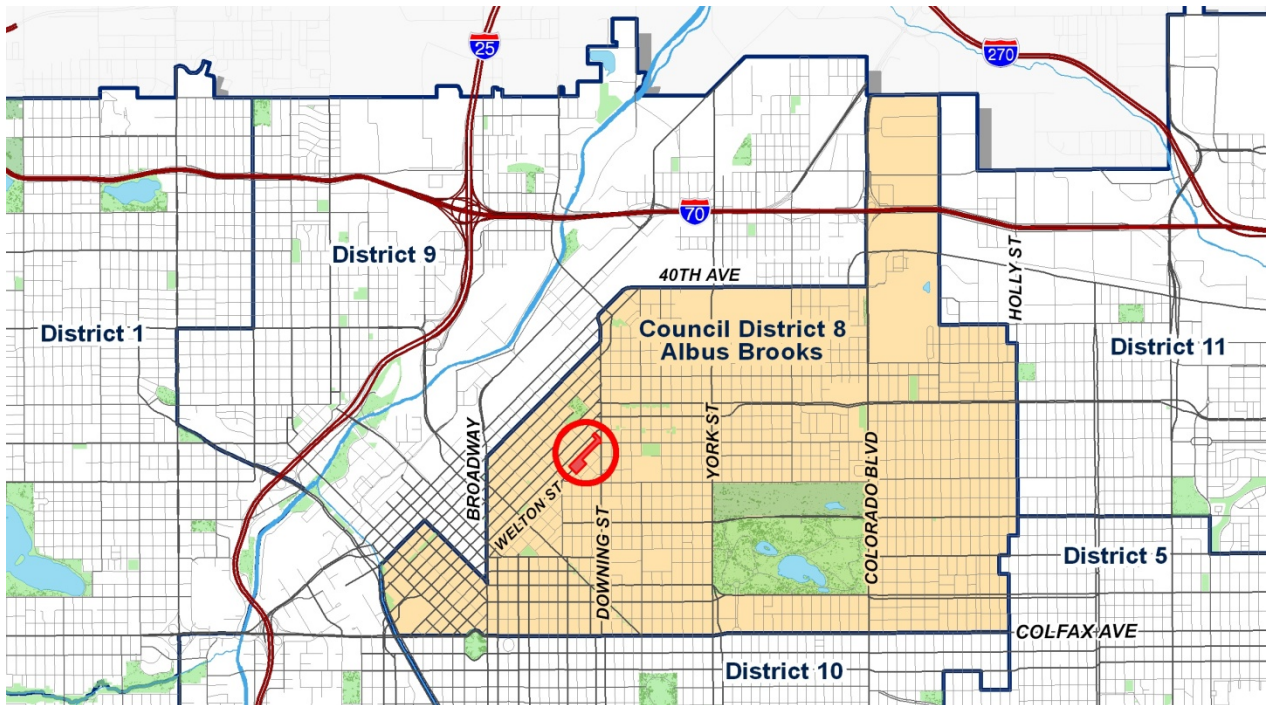 25
270
70
District 9
40TH AVE
HOLLY ST
District 1
Council District 8
Albus Brooks
District 11
BROADWAY
YORK ST
COLORADO BLVD
WELTON ST
DOWNING ST
District 5
COLFAX AVE
District 10